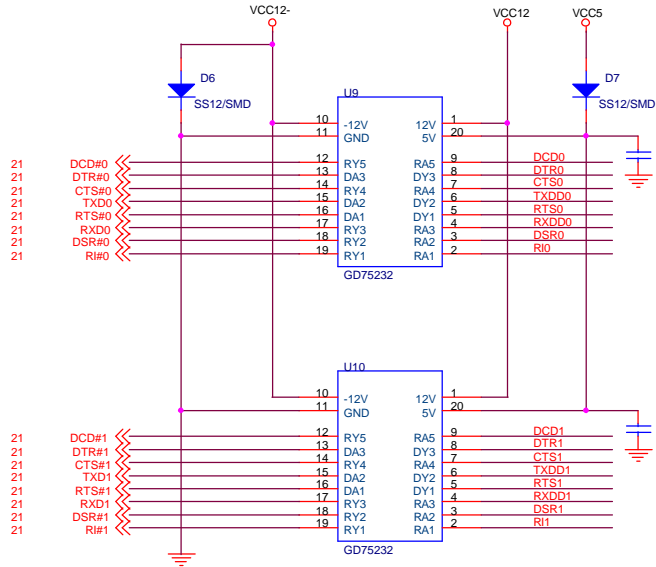 VCC12- VCC12 VCC5
D6 D7
SS12/SMD SS12/SMD
U9
10 -12V 12V 1
11 GND 5V 20
21 DCD#0 12 RY5 RA5 9 DCD0
21 DTR#0 13 DA3 DY3 8 DTR0
21 CTS#0 14 RY4 RA4 7 CTS0
21 TXD0 15 DA2 DY2 6 TXDD0
21 RTS#0 16 DA1 DY1 5 RTS0
21 RXD0 17 RY3 RA3 4 RXDD0
21 DSR#0 18 RY2 RA2 3 DSR0
21 RI#0 19 RY1 RA1 2 RI0
GD75232
U10
10 -12V 12V 1
11 GND 5V 20
21 DCD#1 12 RY5 RA5 9 DCD1
21 DTR#1 13 DA3 DY3 8 DTR1
21 CTS#1 14 RY4 RA4 7 CTS1
21 TXD1 15 DA2 DY2 6 TXDD1
21 RTS#1 16 DA1 DY1 5 RTS1
21 RXD1 17 RY3 RA3 4 RXDD1
21 DSR#1 18 RY2 RA2 3 DSR1
21 RI#1 19 RY1 RA1 2 RI1
GD75232